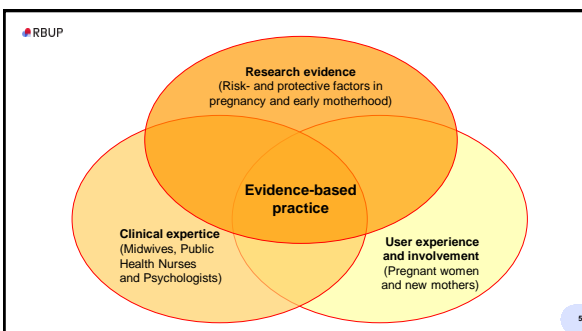 RBUP
Research evidence
(Risk- and protective factors in
pregnancy and early motherhood)
Evidence-based
practice
Clinical expertice
(Midwives, Public
Health Nurses
and Psychologists)
User experience
and involvement
(Pregnant women
and new mothers)
5